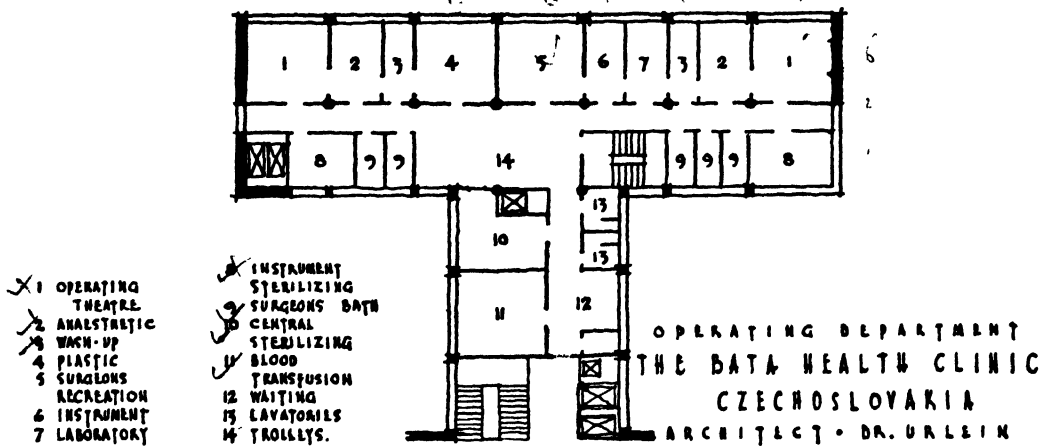 1 2 3 4 5 6 7 3 2 1
8 9 9 14 9 9 9 8
13
10
13
11
12
1 OPERATING
THEATRE
2 ANAESTHETIC
3 WASH-UP
4 PLASTIC
5 SURGEONS
RECREATION
6 INSTRUMENT
7 LABORATORY
8 INSTRUMENT
STERILIZING
9 SURGEONS BATH
10 CENTRAL
STERILIZING
11 BLOOD
TRANSFUSION
12 WAITING
13 LAVATORIES
14 TROLLEYS.
OPERATING DEPARTMENT
THE BATA HEALTH CLINIC
CZECHOSLOVAKIA
ARCHITECT • DR. URLEIN